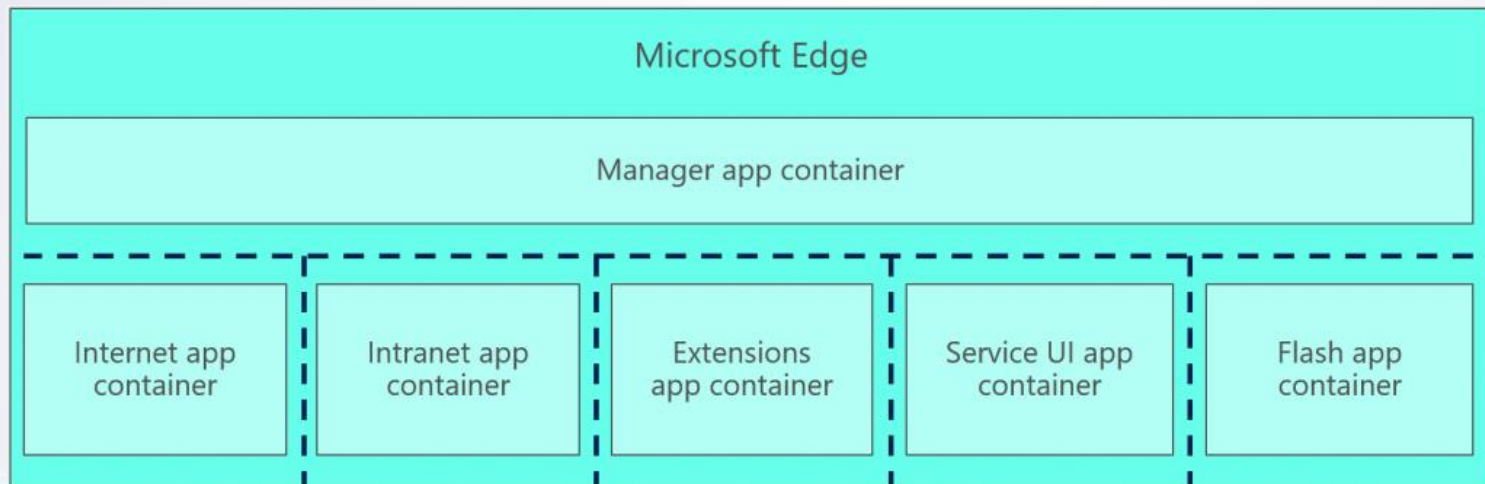 Microsoft Edge
Manager app container
Internet app
container
Intranet app
container
Extensions
app container
Service UI app
container
Flash app
container